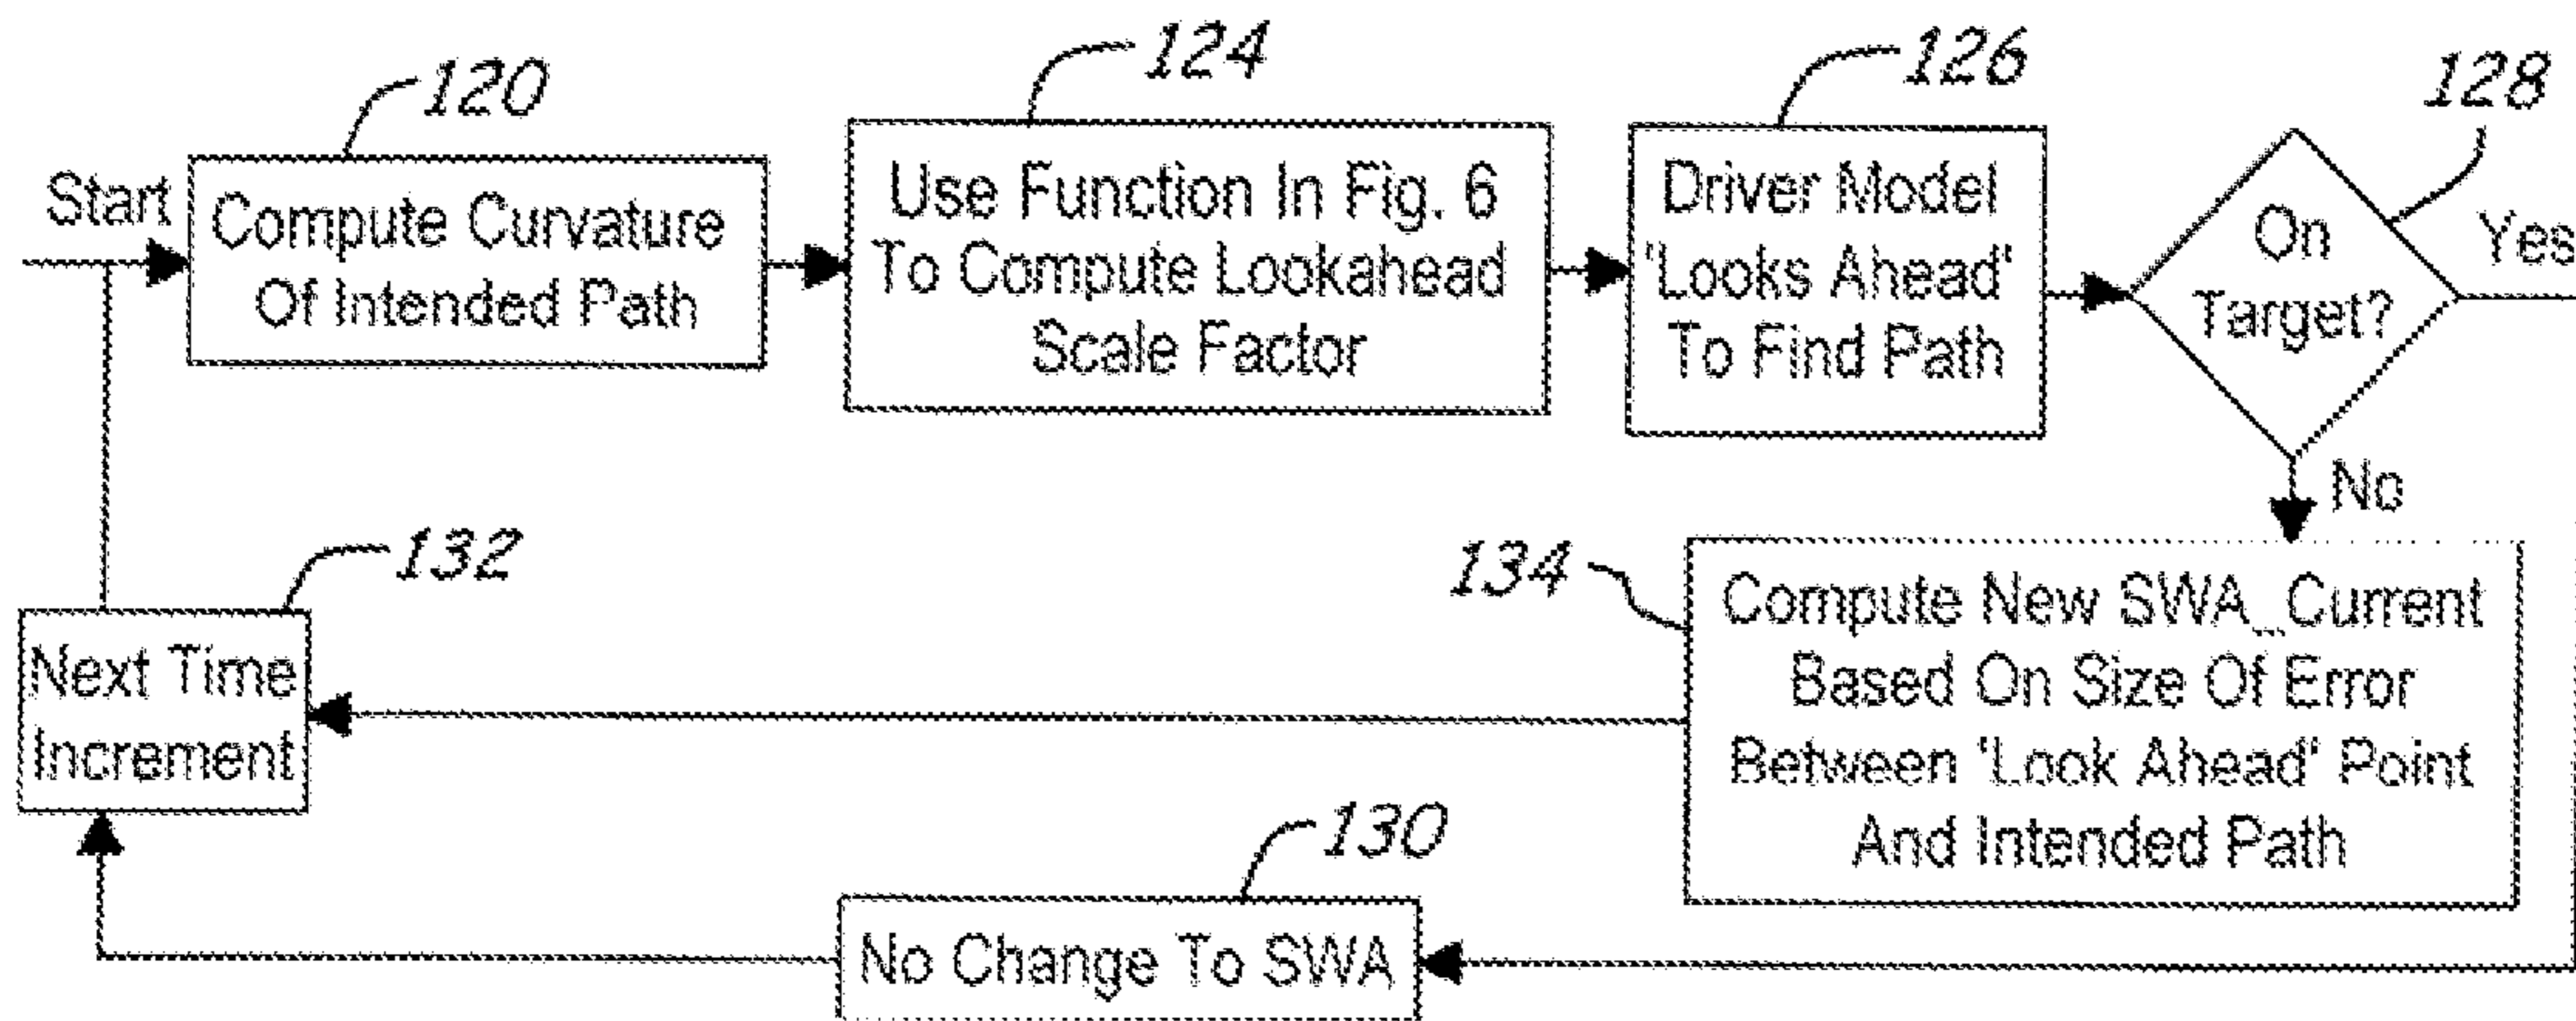 120
124
126
128
Start
Compute Curvature
Of Intended Path
Use Function In Fig. 6
To Compute Lookahead
Scale Factor
Driver Model
'Looks Ahead'
To Find Path
On
Target?
Yes
No
132
Next Time
Increment
134
Compute New SWA_Current
Based On Size Of Error
Between 'Look Ahead' Point
And Intended Path
130
No Change To SWA